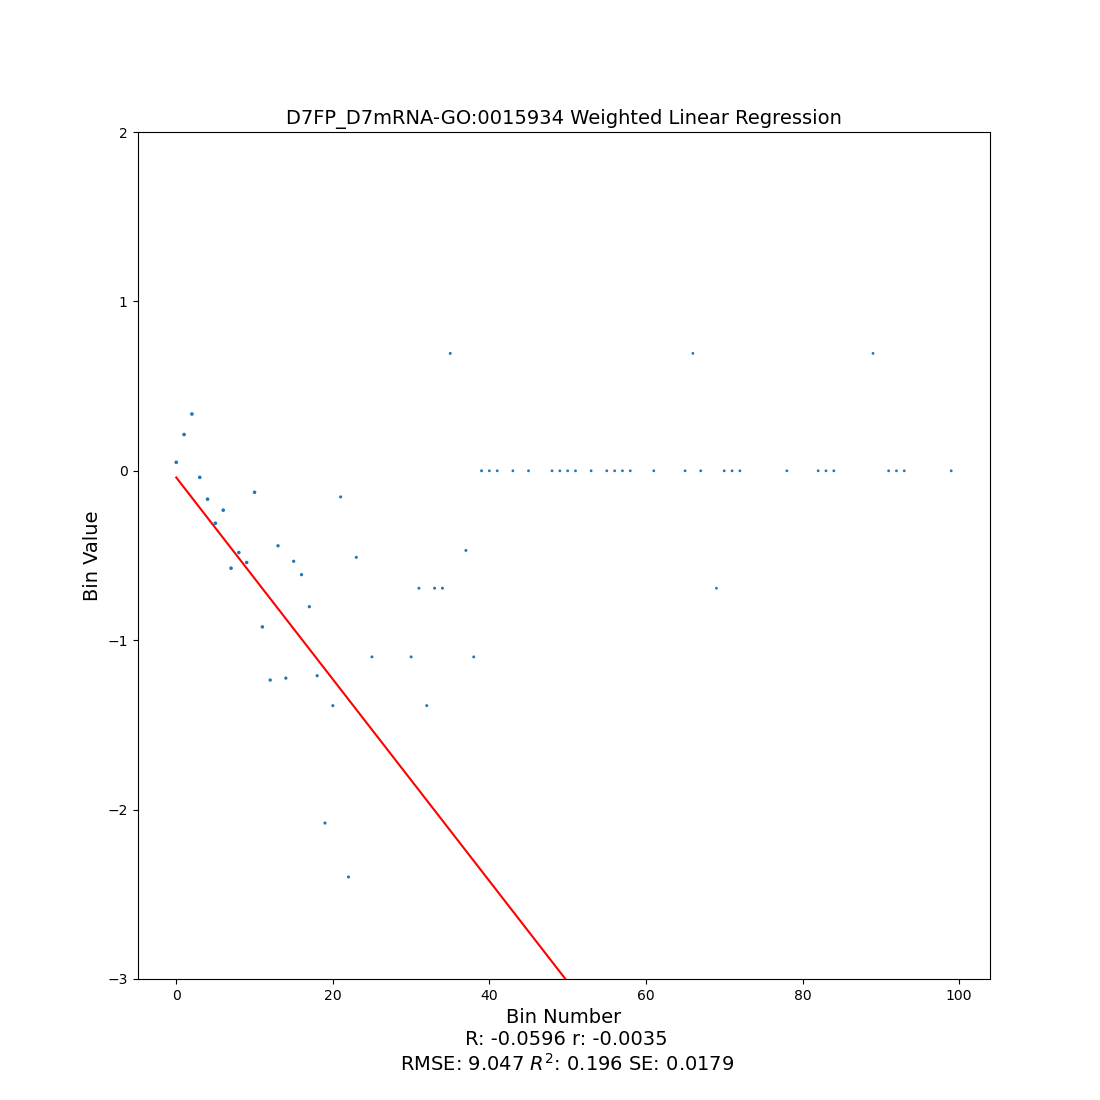 D7FP_D7mRNA-GO:0015934 Weighted Linear Regression
2
1
0
−1
−2
−3
Bin Value
0 20 40 60 80 100
Bin Number
R: -0.0596 r: -0.0035
RMSE: 9.047 R²: 0.196 SE: 0.0179